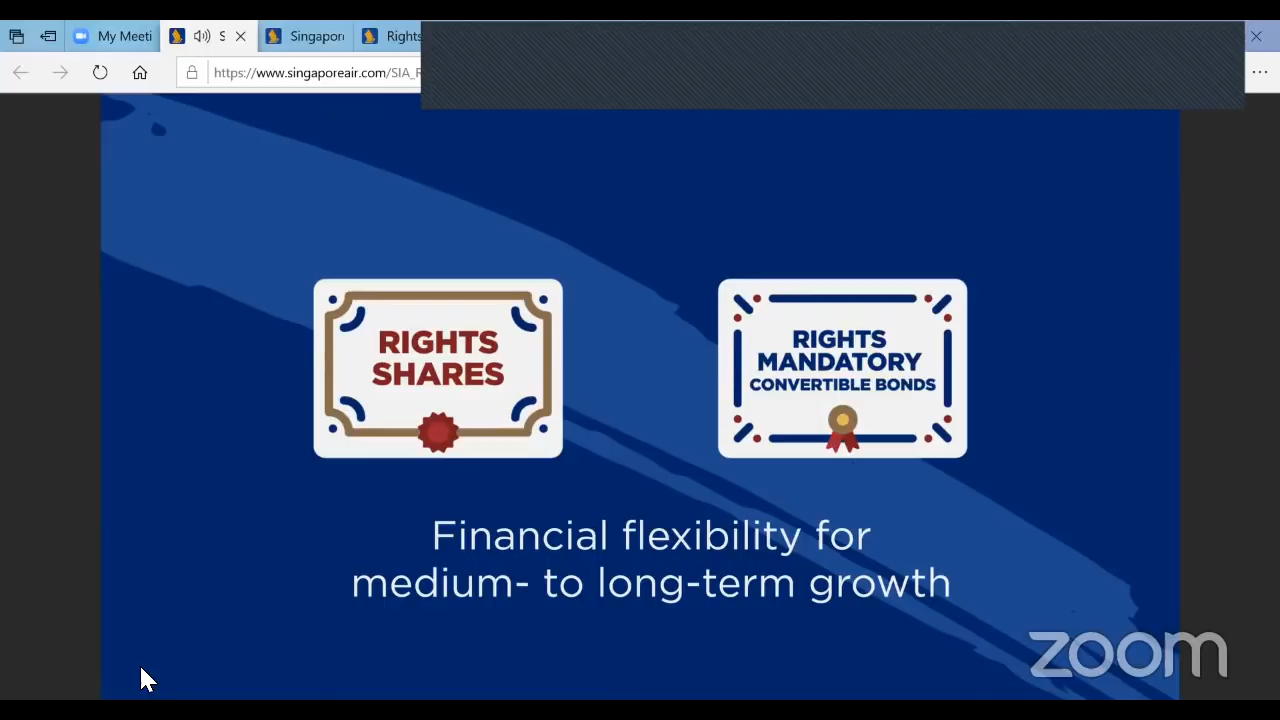 My Meeti
S
Singapor
Rights
https://www.singaporeair.com/SIA_R
RIGHTS
SHARES
RIGHTS
MANDATORY
CONVERTIBLE BONDS
Financial flexibility for
medium- to long-term growth
zoom